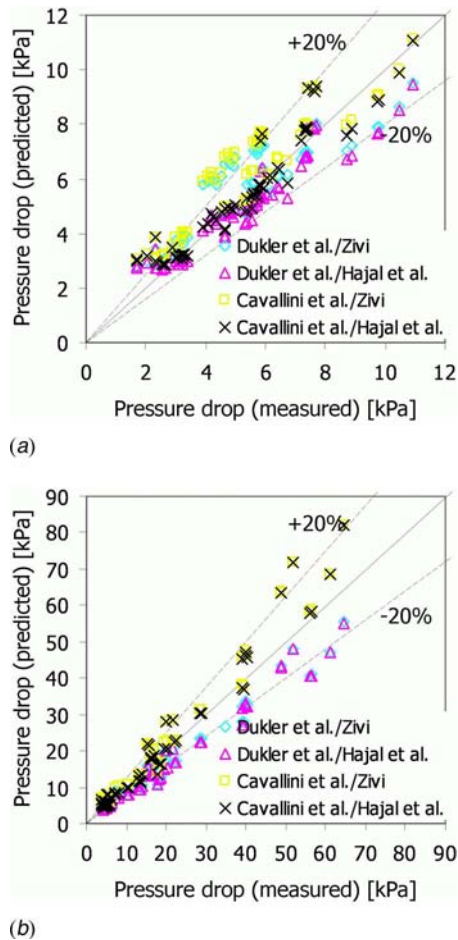 (a)
12
10
8
6
4
2
0
0 2 4 6 8 10 12
+20%
-20%
Dukler et al./Zivi
Dukler et al./Hajal et al.
Cavallini et al./Zivi
Cavallini et al./Hajal et al.
Pressure drop (predicted) [kPa]
Pressure drop (measured) [kPa]
(b)
90
80
70
60
50
40
30
20
10
0
0 10 20 30 40 50 60 70 80 90
+20%
-20%
Dukler et al./Zivi
Dukler et al./Hajal et al.
Cavallini et al./Zivi
Cavallini et al./Hajal et al.
Pressure drop (predicted) [kPa]
Pressure drop (measured) [kPa]